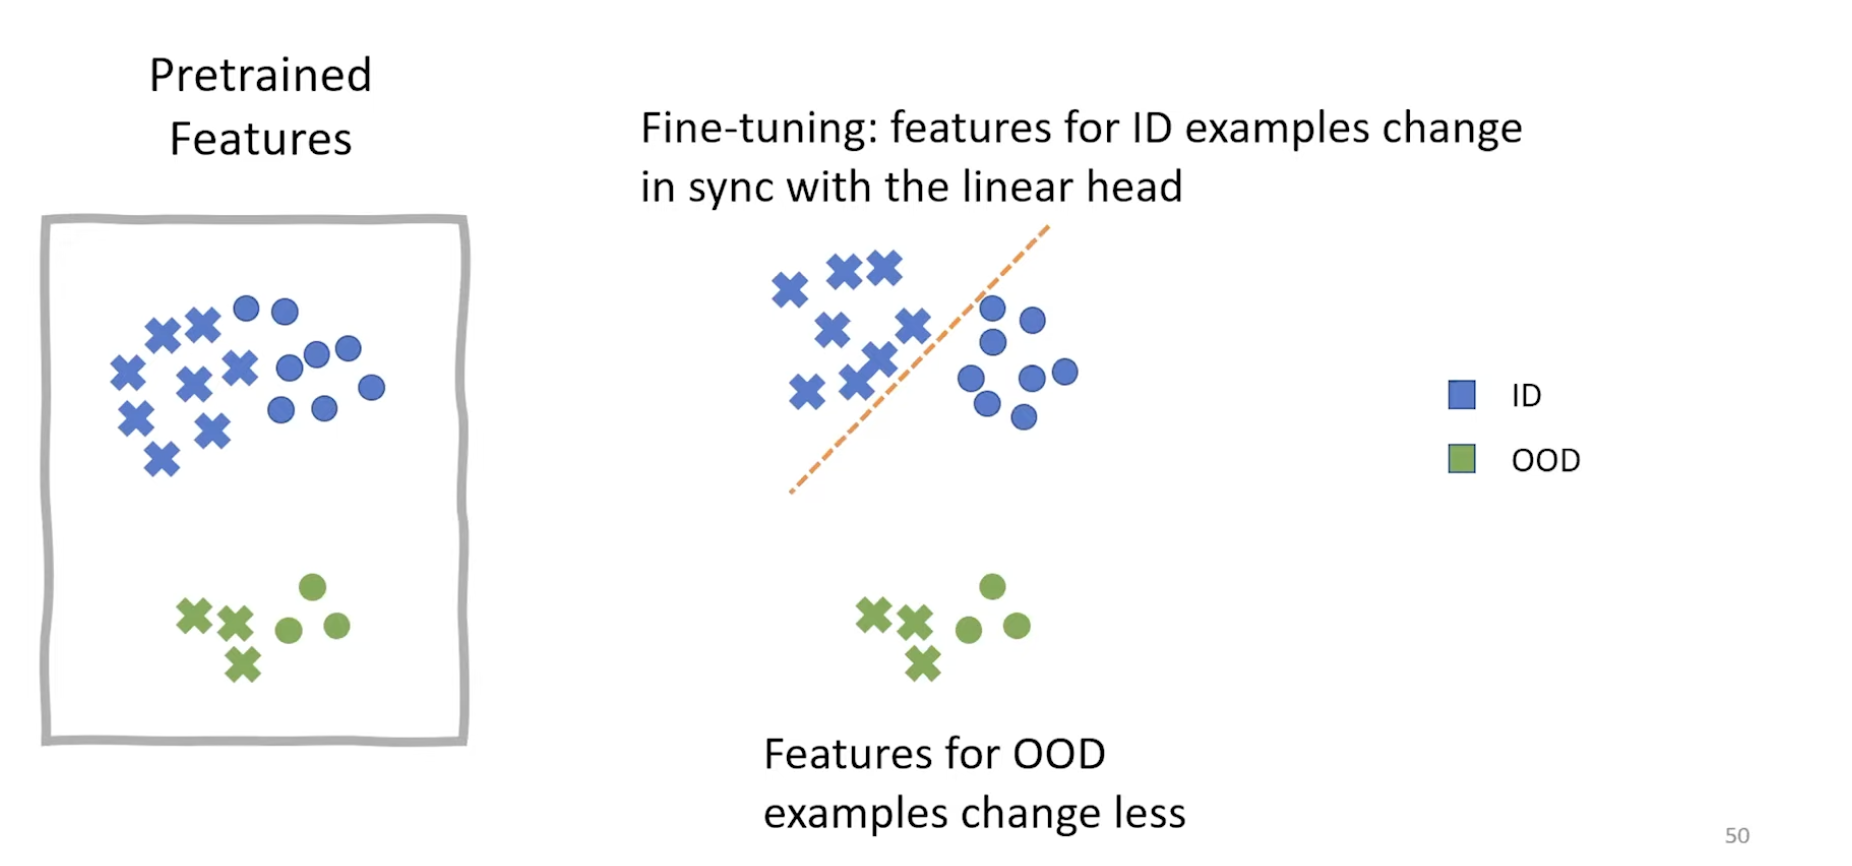 Pretrained
Features
Fine-tuning: features for ID examples change
in sync with the linear head
ID
OOD
Features for OOD
examples change less
50